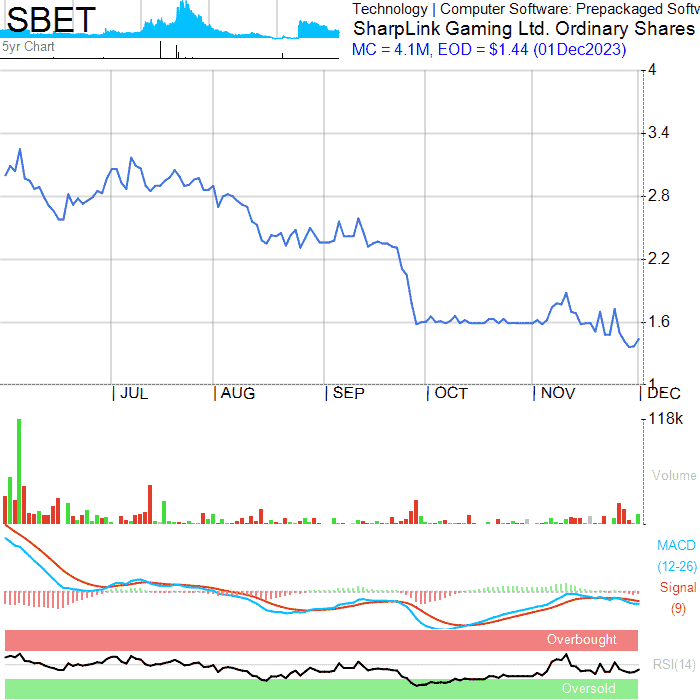 SBET
5yr Chart
Technology | Computer Software: Prepackaged Softw
SharpLink Gaming Ltd. Ordinary Shares
MC = 4.1M, EOD = $1.44 (01Dec2023)
4
3.4
2.8
2.2
1.6
1
| JUL | AUG | SEP | OCT | NOV | DEC
118k
Volume
MACD
(12-26)
Signal
(9)
Overbought
RSI(14)
Oversold